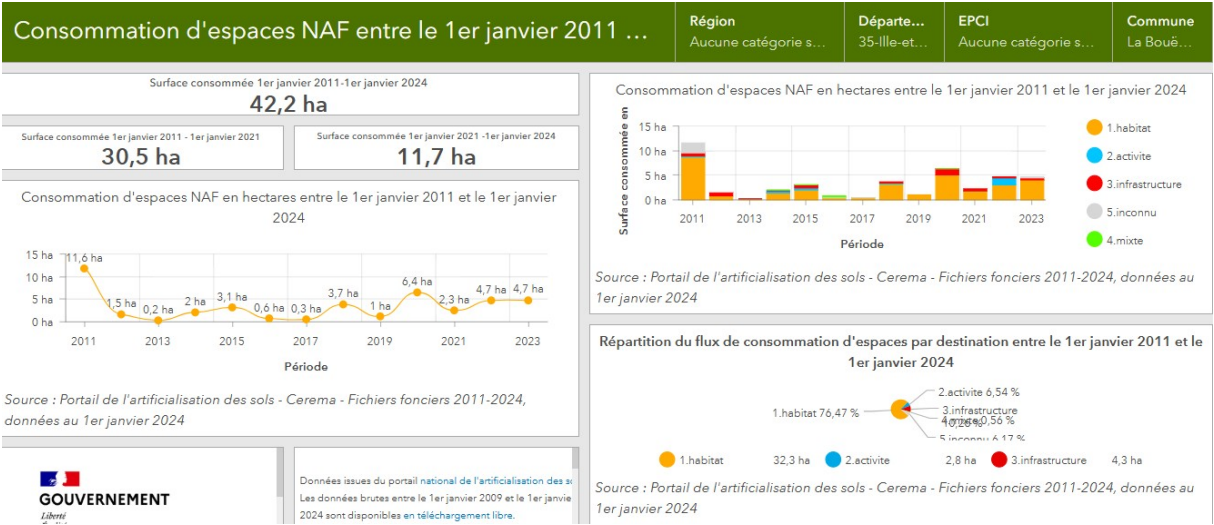 Consommation d'espaces NAF entre le 1er janvier 2011 ...
Région
Aucune catégorie s...
Départe...
35-Ille-et...
EPCI
Aucune catégorie s...
Commune
La Bouë...
Surface consommée 1er janvier 2011-1er janvier 2024
42,2 ha
Surface consommée 1er janvier 2011 - 1er janvier 2021
30,5 ha
Surface consommée 1er janvier 2021 -1er janvier 2024
11,7 ha
Consommation d'espaces NAF en hectares entre le 1er janvier 2011 et le 1er janvier
2024
15 ha
10 ha
5 ha
0 ha
11,6 ha
1,5 ha
0,2 ha
2 ha
3,1 ha
0,6 ha
0,3 ha
3,7 ha
1 ha
6,4 ha
2,3 ha
4,7 ha
4,7 ha
2011
2013
2015
2017
2019
2021
2023
Période
Source : Portail de l'artificialisation des sols - Cerema - Fichiers fonciers 2011-2024,
données au 1er janvier 2024
Consommation d'espaces NAF en hectares entre le 1er janvier 2011 et le 1er janvier 2024
Surface consommée en
15 ha
10 ha
5 ha
0 ha
2011
2013
2015
2017
2019
2021
2023
Période
1.habitat
2.activite
3.infrastructure
5.inconnu
4.mixte
Source : Portail de l'artificialisation des sols - Cerema - Fichiers fonciers 2011-2024, données au
1er janvier 2024
Répartition du flux de consommation d'espaces par destination entre le 1er janvier 2011 et le
1er janvier 2024
1.habitat 76,47 %
2.activite 6,54 %
3.infrastructure
10,26 %
4.mixte 0,56 %
5.inconnu 6,17 %
1.habitat 32,3 ha
2.activite 2,8 ha
3.infrastructure 4,3 ha
Source : Portail de l'artificialisation des sols - Cerema - Fichiers fonciers 2011-2024, données au
1er janvier 2024
GOUVERNEMENT
Liberté
Données issues du portail national de l'artificialisation des so
Les données brutes entre le 1er janvier 2009 et le 1er janvie
2024 sont disponibles en téléchargement libre.